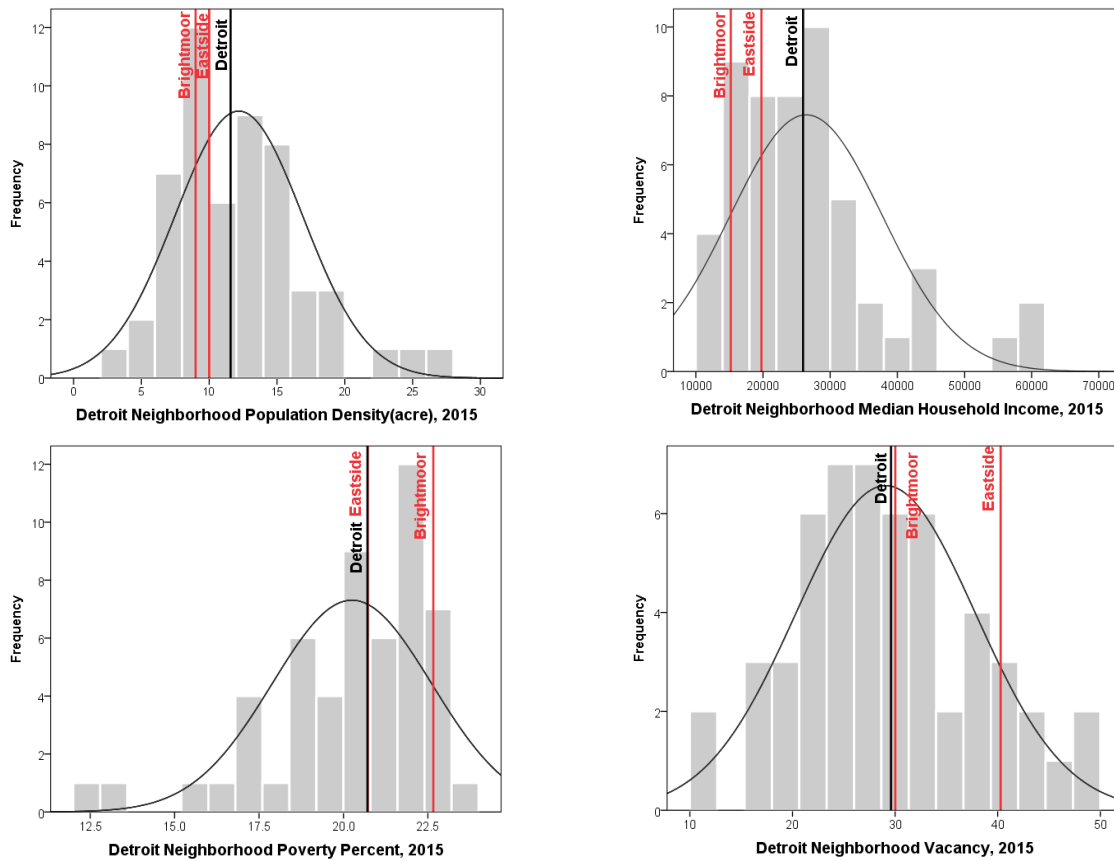 12
10
8
6
4
2
0
Frequency
Brightmoor
Eastside
Detroit
0
5
10
15
20
25
30
Detroit Neighborhood Population Density(acre), 2015
10
8
6
4
2
0
Frequency
Brightmoor
Eastside
Detroit
10000
20000
30000
40000
50000
60000
70000
Detroit Neighborhood Median Household Income, 2015
12
10
8
6
4
2
0
Frequency
Detroit
Eastside
Brightmoor
12.5
15.0
17.5
20.0
22.5
Detroit Neighborhood Poverty Percent, 2015
6
4
2
0
Frequency
Detroit
Brightmoor
Eastside
10
20
30
40
50
Detroit Neighborhood Vacancy, 2015